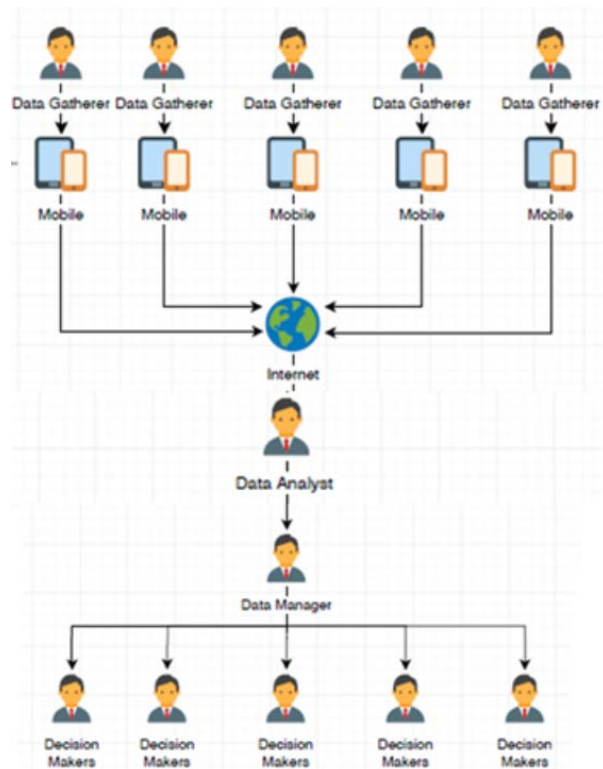 Data Gatherer Data Gatherer Data Gatherer Data Gatherer Data Gatherer
Mobile Mobile Mobile Mobile Mobile
Internet
Data Analyst
Data Manager
Decision Decision Decision Decision Decision
Makers Makers Makers Makers Makers